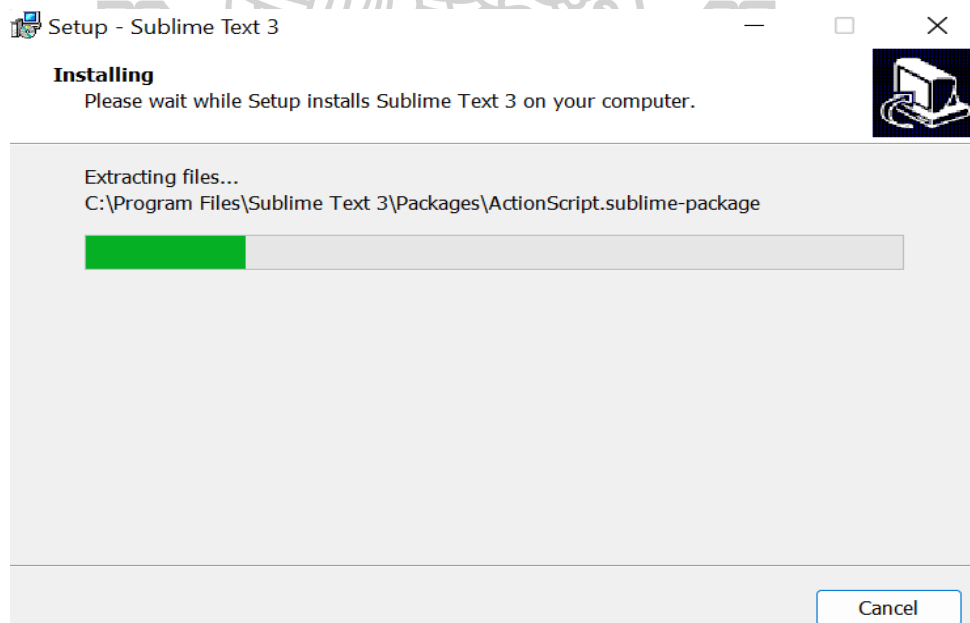 Setup - Sublime Text 3
Installing
Please wait while Setup installs Sublime Text 3 on your computer.
Extracting files...
C:\Program Files\Sublime Text 3\Packages\ActionScript.sublime-package
Cancel